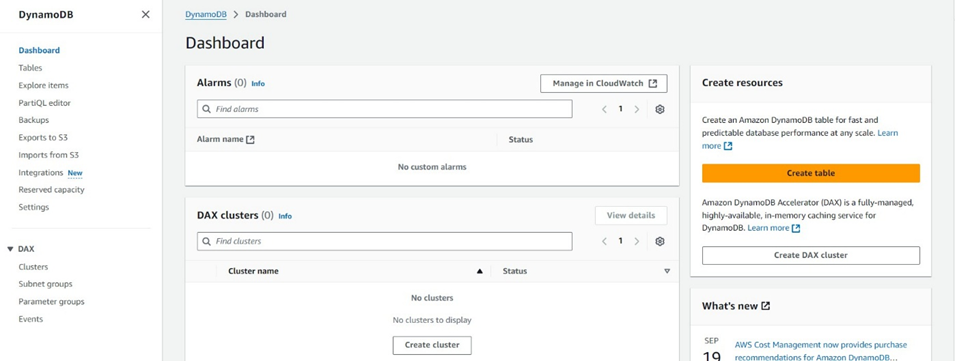 DynamoDB
Dashboard
Tables
Explore items
PartiQL editor
Backups
Exports to S3
Imports from S3
Integrations New
Reserved capacity
Settings
DAX
Clusters
Subnet groups
Parameter groups
Events
DynamoDB > Dashboard
Dashboard
Alarms (0) Info
Manage in CloudWatch
Find alarms
1
Alarm name
Status
No custom alarms
DAX clusters (0) Info
View details
Find clusters
1
Cluster name
Status
No clusters
No clusters to display
Create cluster
Create resources
Create an Amazon DynamoDB table for fast and
predictable database performance at any scale. Learn
more
Create table
Amazon DynamoDB Accelerator (DAX) is a fully-managed,
highly-available, in-memory caching service for
DynamoDB. Learn more
Create DAX cluster
What's new
SEP
19
AWS Cost Management now provides purchase
recommendations for Amazon DynamoDB...